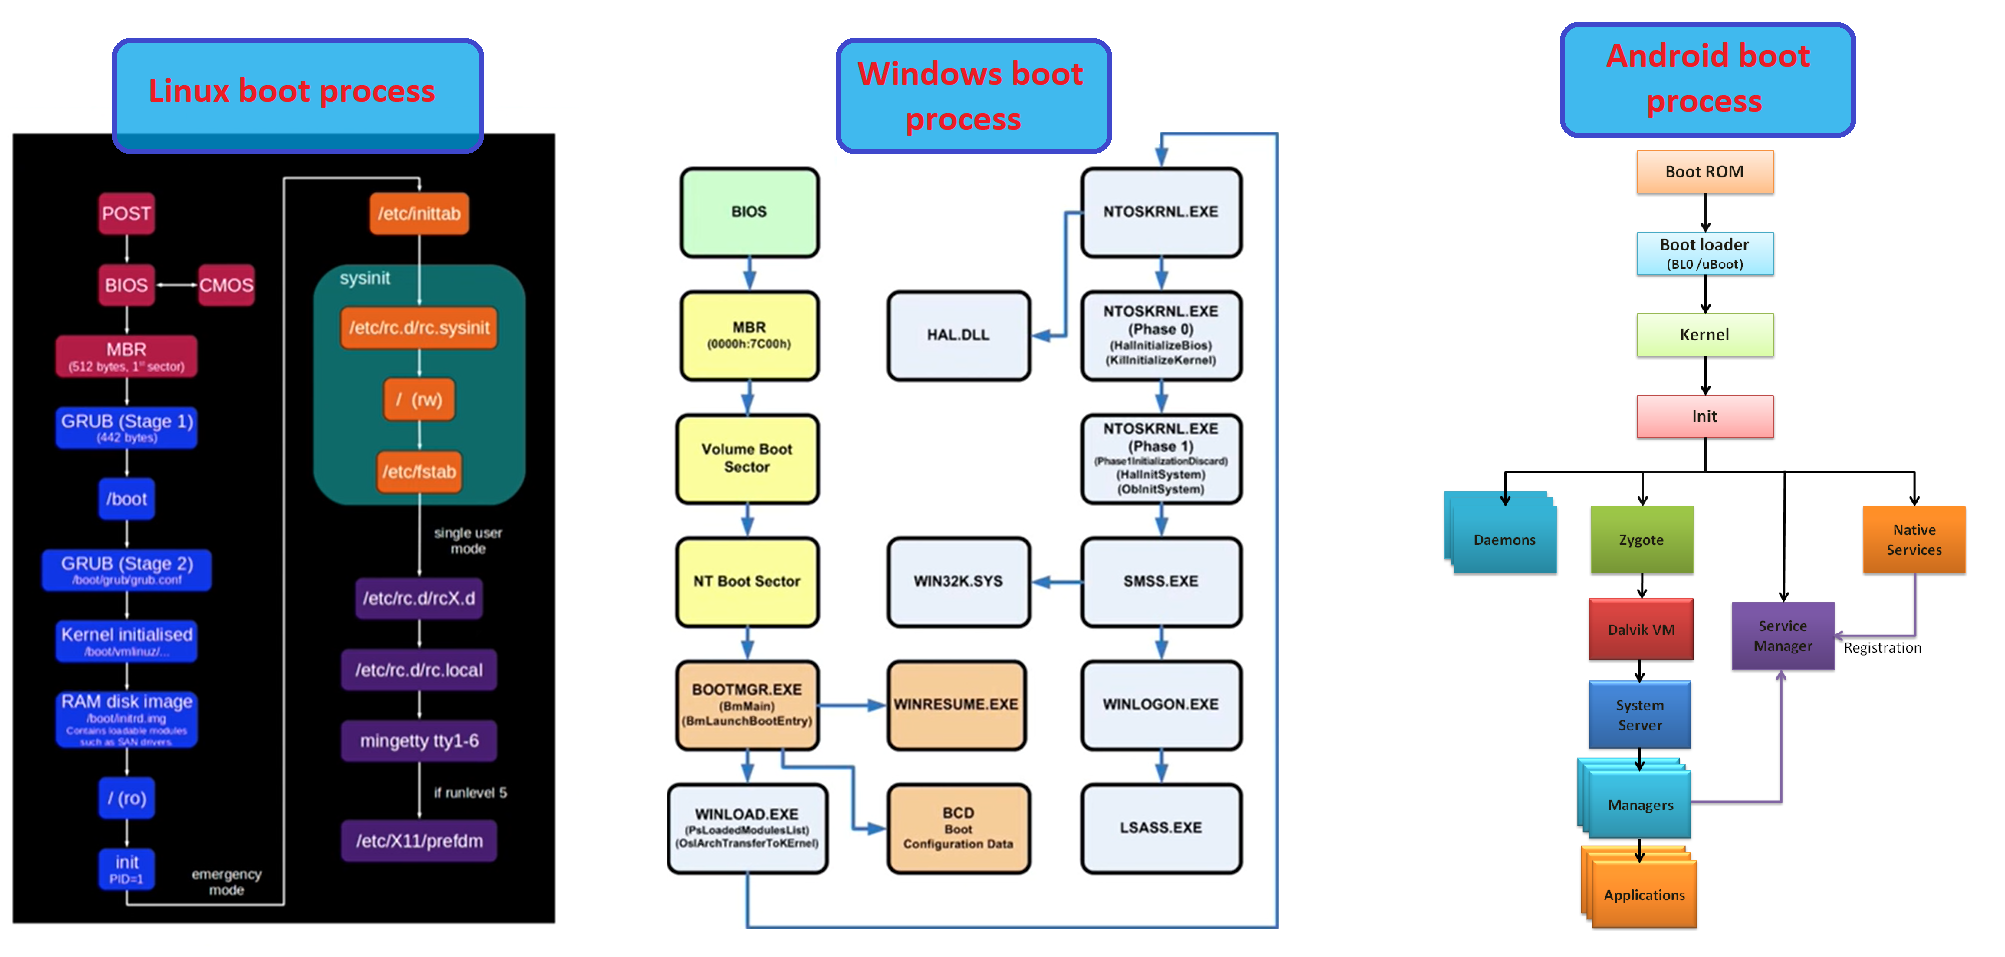 Linux boot process
POST
BIOS
CMOS
MBR
(512 bytes, 1st sector)
GRUB (Stage 1)
(442 bytes)
/boot
GRUB (Stage 2)
/boot/grub/grub.conf
Kernel initialised
/boot/vmlinuz/...
RAM disk image
/boot/initrd.img
Contains loadable modules
such as SAN drivers.
/ (ro)
init
PID=1
emergency
mode
/etc/inittab
sysinit
/etc/rc.d/rc.sysinit
/ (rw)
/etc/fstab
single user
mode
/etc/rc.d/rcX.d
/etc/rc.d/rc.local
mingetty tty1-6
if runlevel 5
/etc/X11/prefdm
Windows boot
process
BIOS
MBR
(0000h:7C00h)
Volume Boot
Sector
NT Boot Sector
BOOTMGR.EXE
(BmMain)
(BmLaunchBootEntry)
WINRESUME.EXE
WINLOAD.EXE
(PsLoadedModulesList)
(OslArchTransferToKErnel)
BCD
Boot
Configuration Data
NTOSKRNL.EXE
HAL.DLL
NTOSKRNL.EXE
(Phase 0)
(HalInitializeBios)
(KiIInitializeKernel)
NTOSKRNL.EXE
(Phase 1)
(Phase1InitializationDiscard)
(HalInitSystem)
(ObInitSystem)
WIN32K.SYS
SMSS.EXE
WINLOGON.EXE
LSASS.EXE
Android boot
process
Boot ROM
Boot loader
(BL0 /uBoot)
Kernel
Init
Daemons
Zygote
Native
Services
Dalvik VM
Service
Manager
Registration
System
Server
Managers
Applications